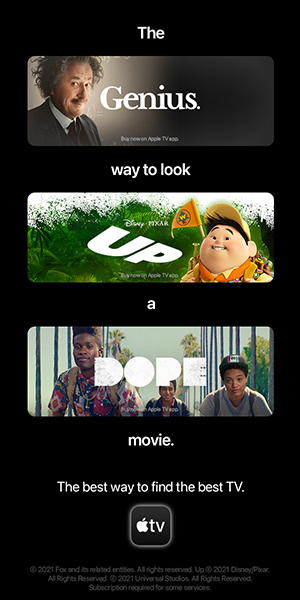 The
Genius.
Buy now on Apple TV app.
way to look
Disney · PIXAR
UP
Buy now on Apple TV app.
a
DOPE
Buy now on Apple TV app.
movie.
The best way to find the best TV.
tv
© 2021 Fox and its related entities. All rights reserved. Up © 2021 Disney/Pixar.
All Rights Reserved. © 2021 Universal Studios. All Rights Reserved.
Subscription required for some services.